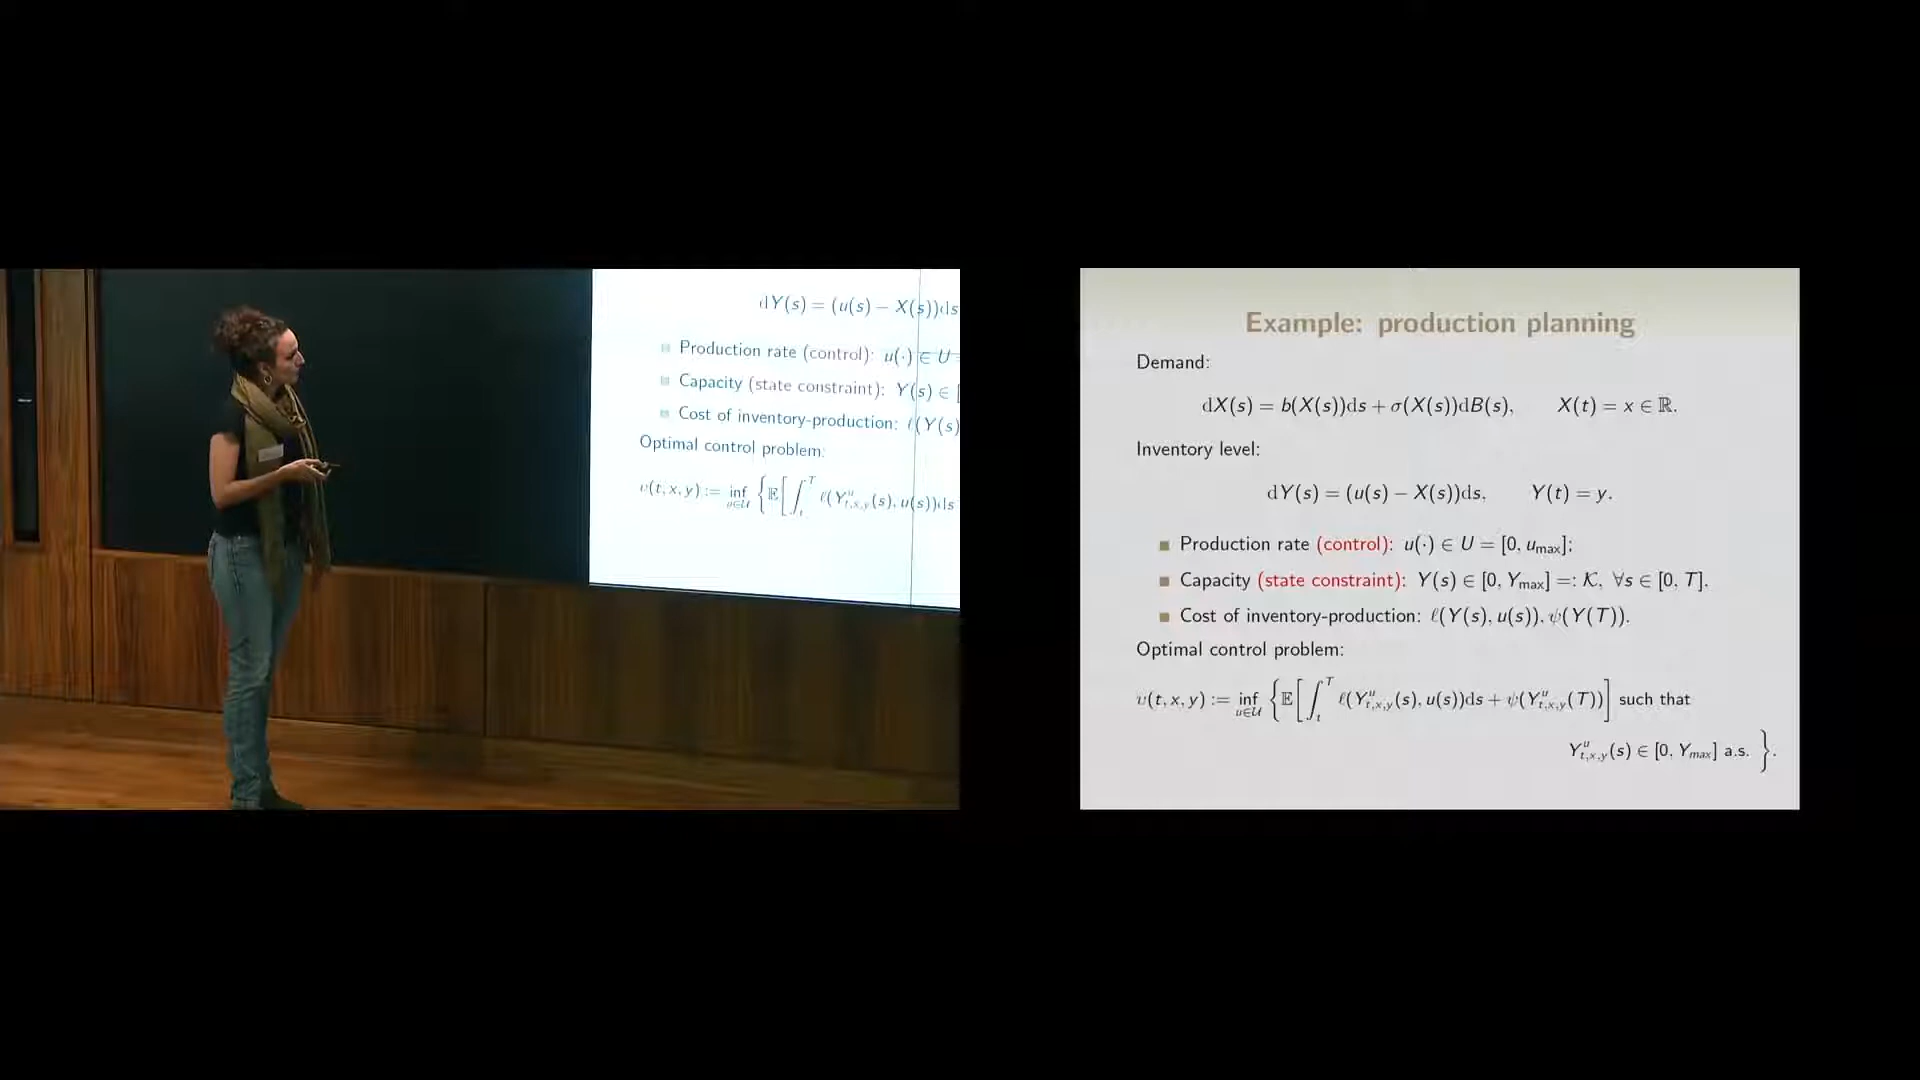 dY(s) = (u(s) − X(s))ds
Production rate (control): u(·) ∈ U =
Capacity (state constraint): Y(s) ∈ [
Cost of inventory-production: ℓ(Y(s)
Optimal control problem:
v(t, x, y) := inf_{u∈𝒰} {𝔼[∫_t^T ℓ(Y^u_{t,x,y}(s), u(s))ds
Example: production planning
Demand:
dX(s) = b(X(s))ds + σ(X(s))dB(s), X(t) = x ∈ ℝ.
Inventory level:
dY(s) = (u(s) − X(s))ds, Y(t) = y.
Production rate (control): u(·) ∈ U = [0, u_max];
Capacity (state constraint): Y(s) ∈ [0, Y_max] =: 𝒦, ∀s ∈ [0, T].
Cost of inventory-production: ℓ(Y(s), u(s)), ψ(Y(T)).
Optimal control problem:
v(t, x, y) := inf_{u∈𝒰} {𝔼[∫_t^T ℓ(Y^u_{t,x,y}(s), u(s))ds + ψ(Y^u_{t,x,y}(T))] such that
Y^u_{t,x,y}(s) ∈ [0, Y_max] a.s. }.